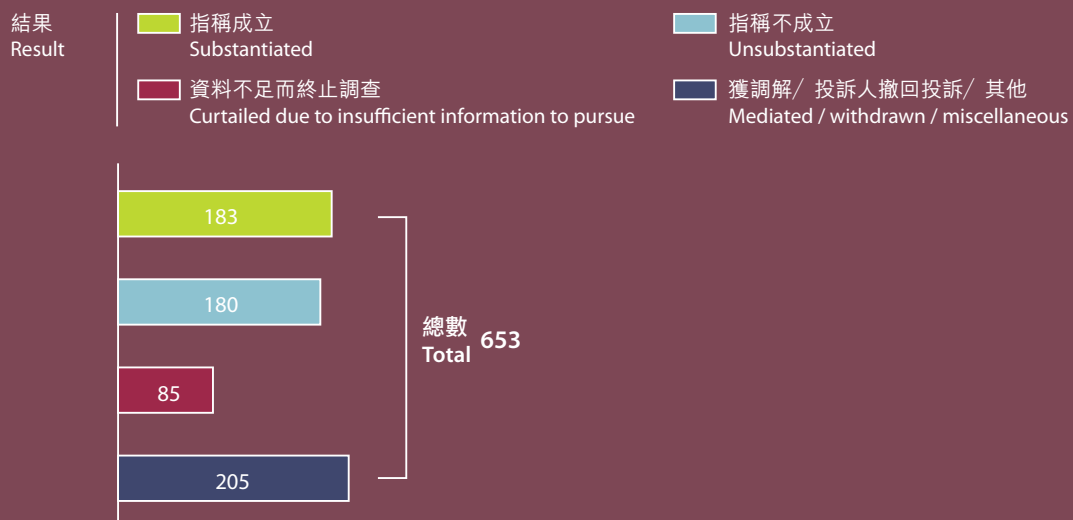 結果
Result
指稱成立
Substantiated
指稱不成立
Unsubstantiated
資料不足而終止調查
Curtailed due to insufficient information to pursue
獲調解/ 投訴人撤回投訴/ 其他
Mediated / withdrawn / miscellaneous
183
180
85
205
總數
Total 653